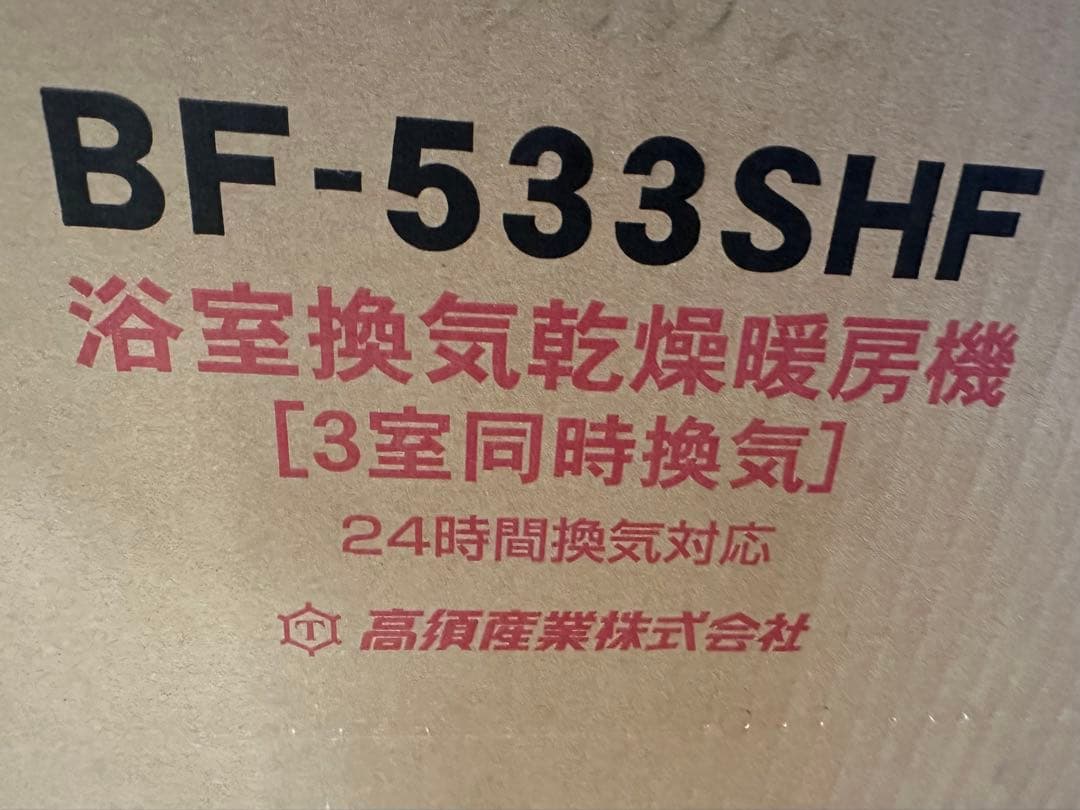 BF-533SHF
浴室換気乾燥暖房機
[3室同時換気]
24時間換気対応
T 高須産業株式会社